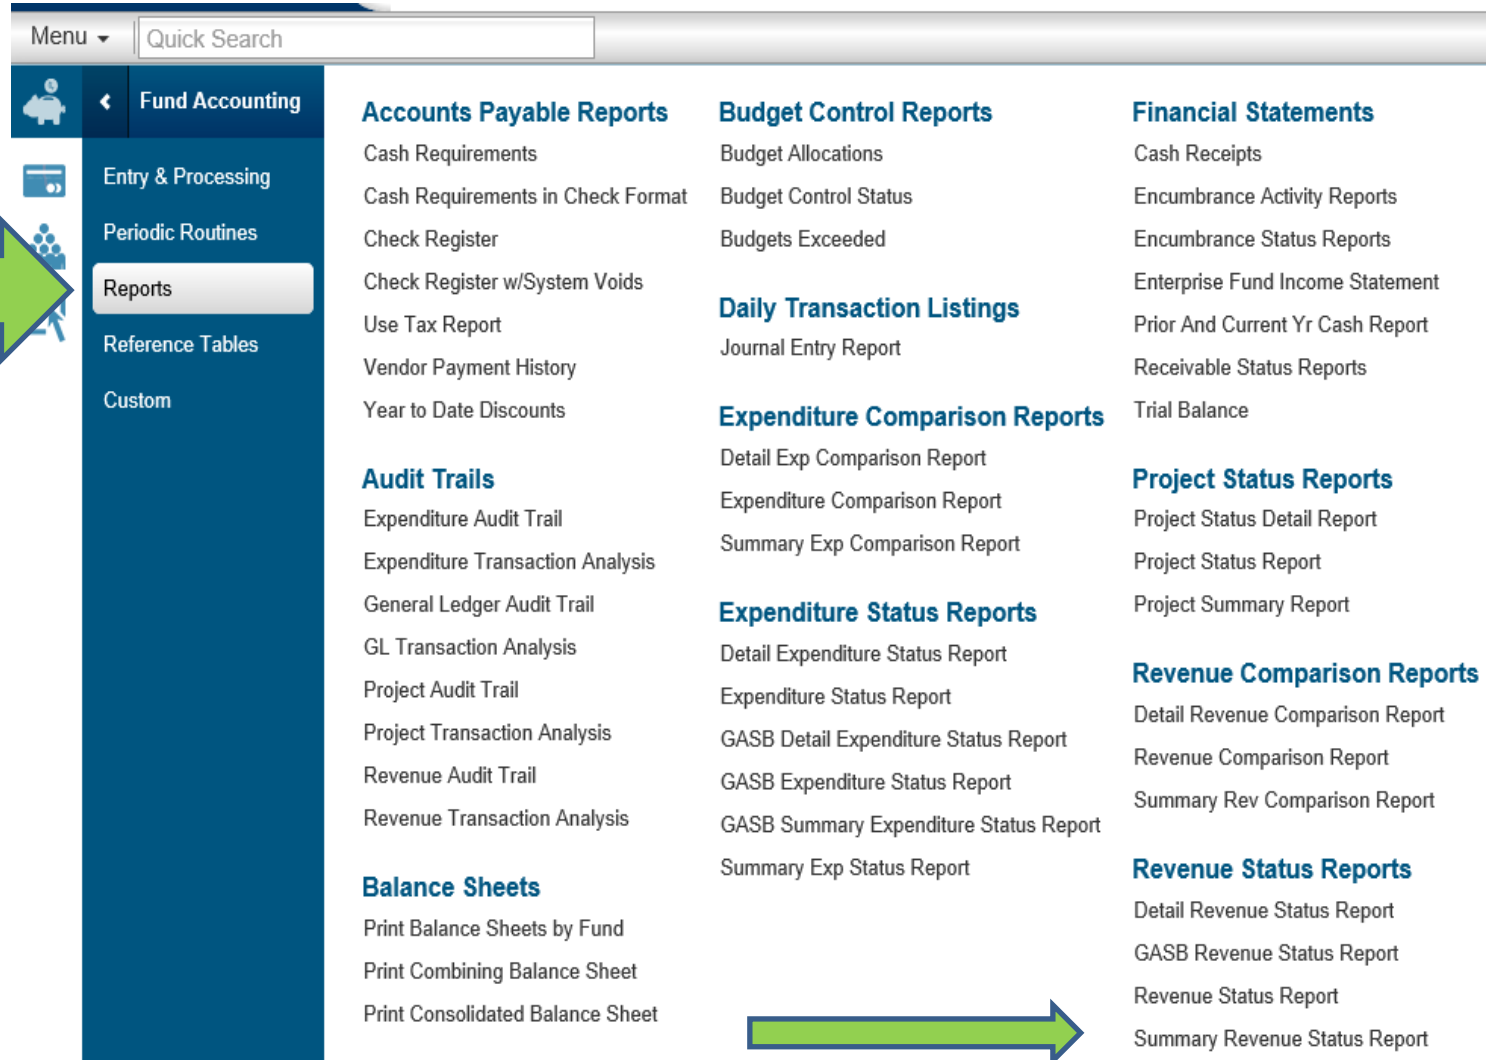 Menu
Quick Search
Fund Accounting
Entry & Processing
Periodic Routines
Reports
Reference Tables
Custom
Accounts Payable Reports
Cash Requirements
Cash Requirements in Check Format
Check Register
Check Register w/System Voids
Use Tax Report
Vendor Payment History
Year to Date Discounts
Audit Trails
Expenditure Audit Trail
Expenditure Transaction Analysis
General Ledger Audit Trail
GL Transaction Analysis
Project Audit Trail
Project Transaction Analysis
Revenue Audit Trail
Revenue Transaction Analysis
Balance Sheets
Print Balance Sheets by Fund
Print Combining Balance Sheet
Print Consolidated Balance Sheet
Budget Control Reports
Budget Allocations
Budget Control Status
Budgets Exceeded
Daily Transaction Listings
Journal Entry Report
Expenditure Comparison Reports
Detail Exp Comparison Report
Expenditure Comparison Report
Summary Exp Comparison Report
Expenditure Status Reports
Detail Expenditure Status Report
Expenditure Status Report
GASB Detail Expenditure Status Report
GASB Expenditure Status Report
GASB Summary Expenditure Status Report
Summary Exp Status Report
Financial Statements
Cash Receipts
Encumbrance Activity Reports
Encumbrance Status Reports
Enterprise Fund Income Statement
Prior And Current Yr Cash Report
Receivable Status Reports
Trial Balance
Project Status Reports
Project Status Detail Report
Project Status Report
Project Summary Report
Revenue Comparison Reports
Detail Revenue Comparison Report
Revenue Comparison Report
Summary Rev Comparison Report
Revenue Status Reports
Detail Revenue Status Report
GASB Revenue Status Report
Revenue Status Report
Summary Revenue Status Report